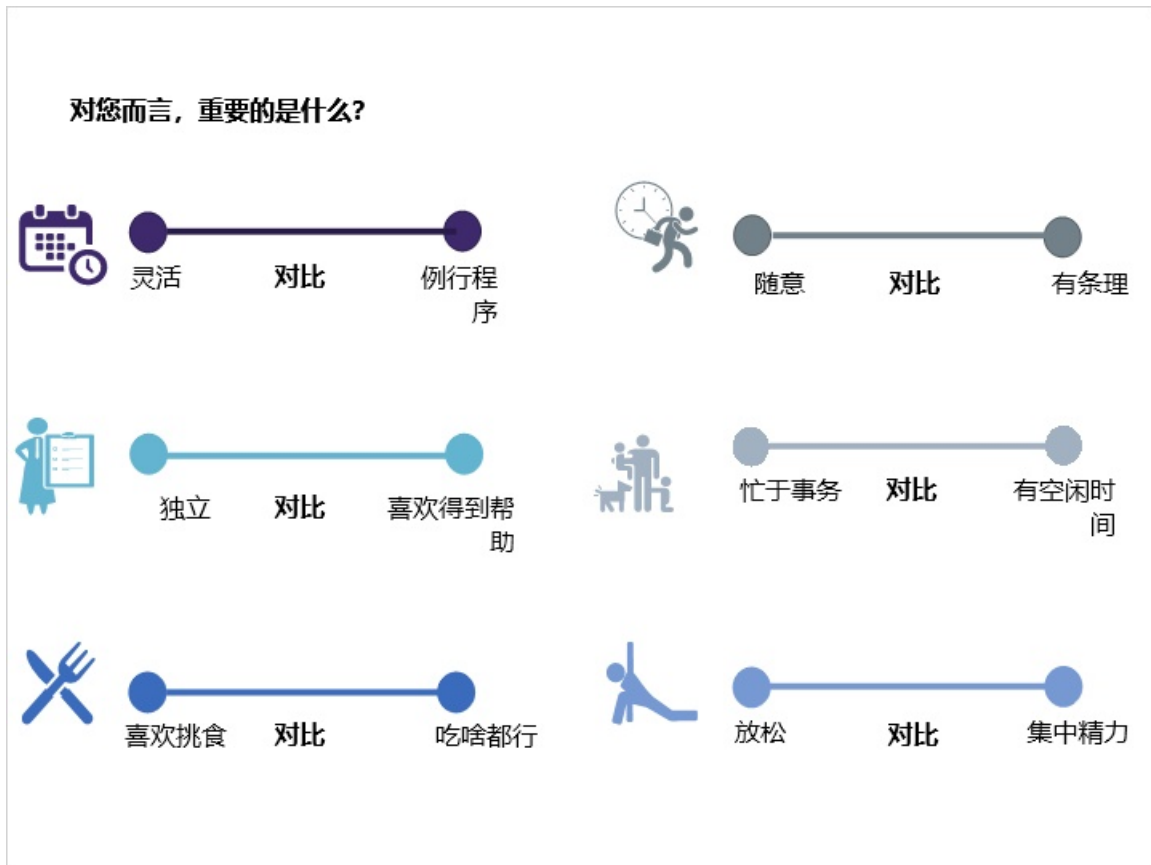 对您而言，重要的是什么?
灵活 对比 例行程
序
随意 对比 有条理
独立 对比 喜欢得到帮
助
忙于事务 对比 有空闲时
间
喜欢挑食 对比 吃啥都行
放松 对比 集中精力